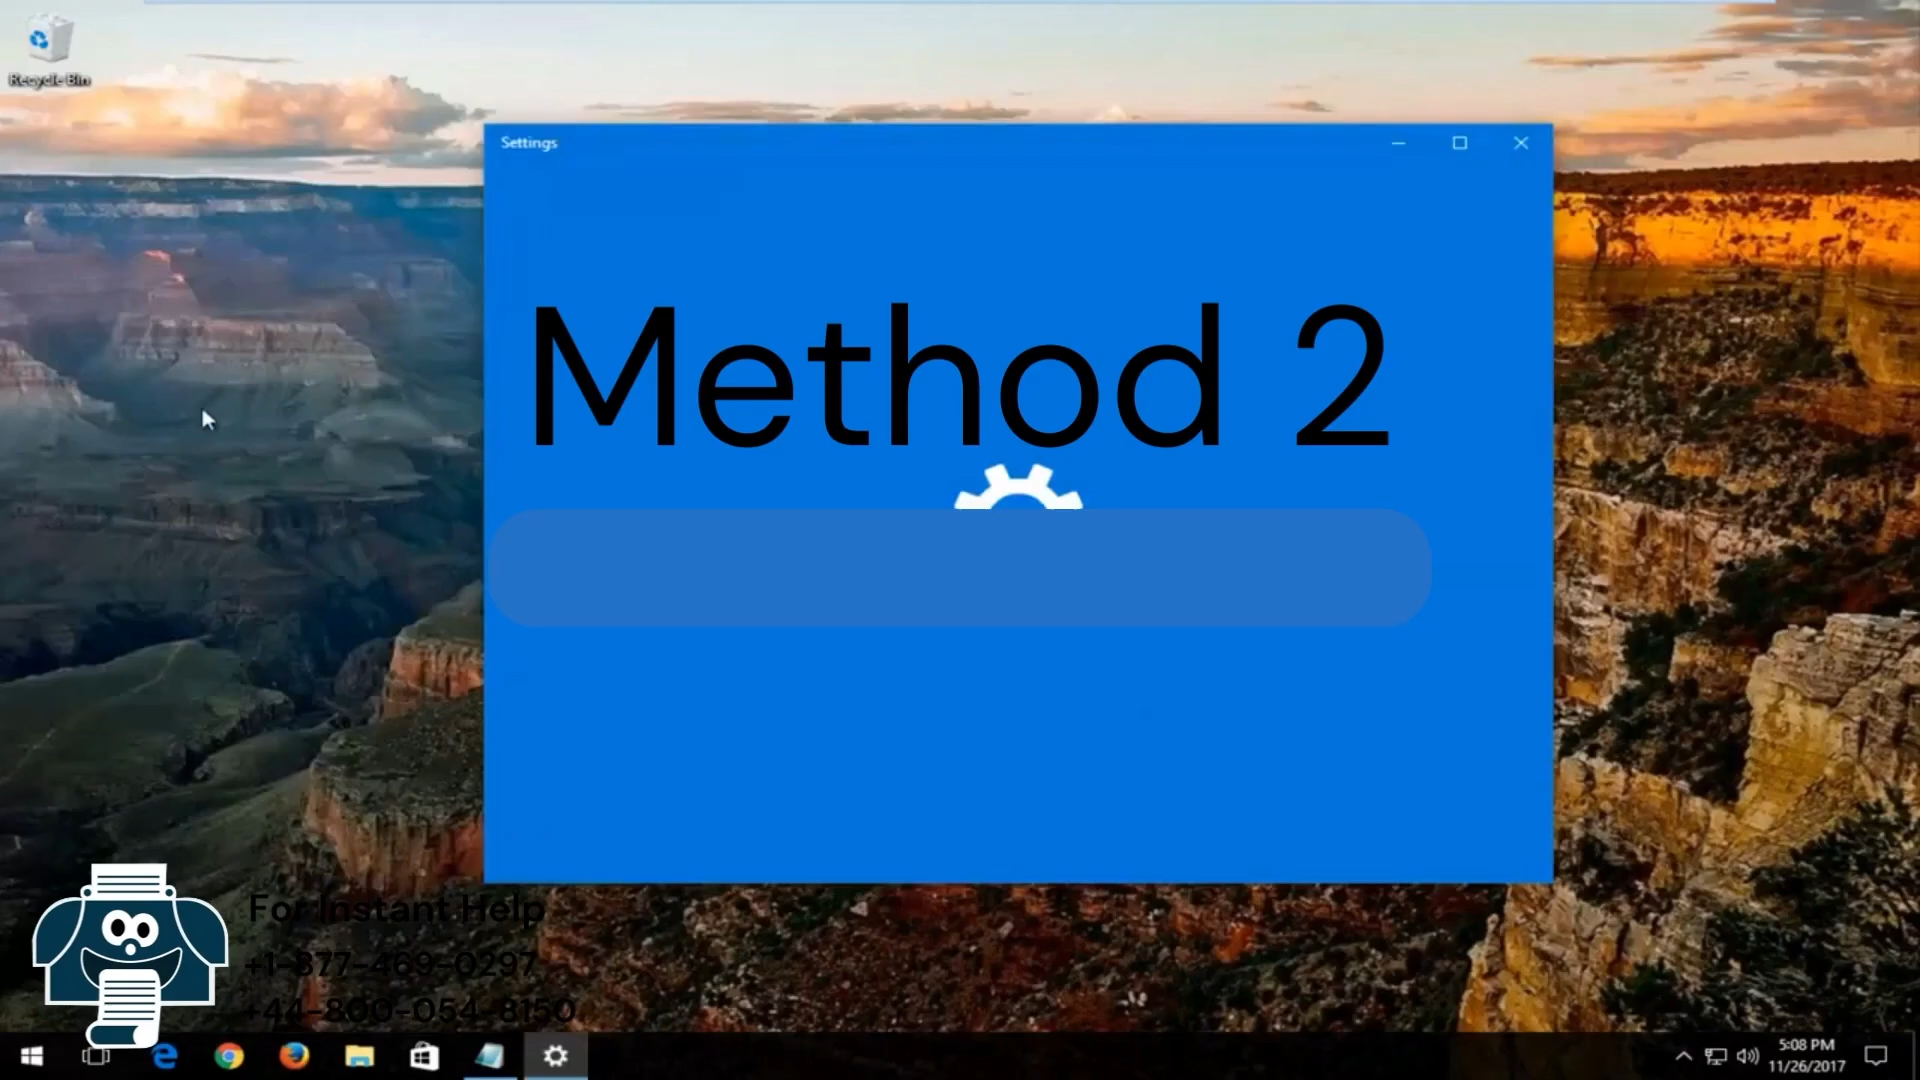 Recycle Bin
Settings
Method 2
For Instant Help
+1-877-469-0297
+44-800-054-8150
5:08 PM
11/26/2017